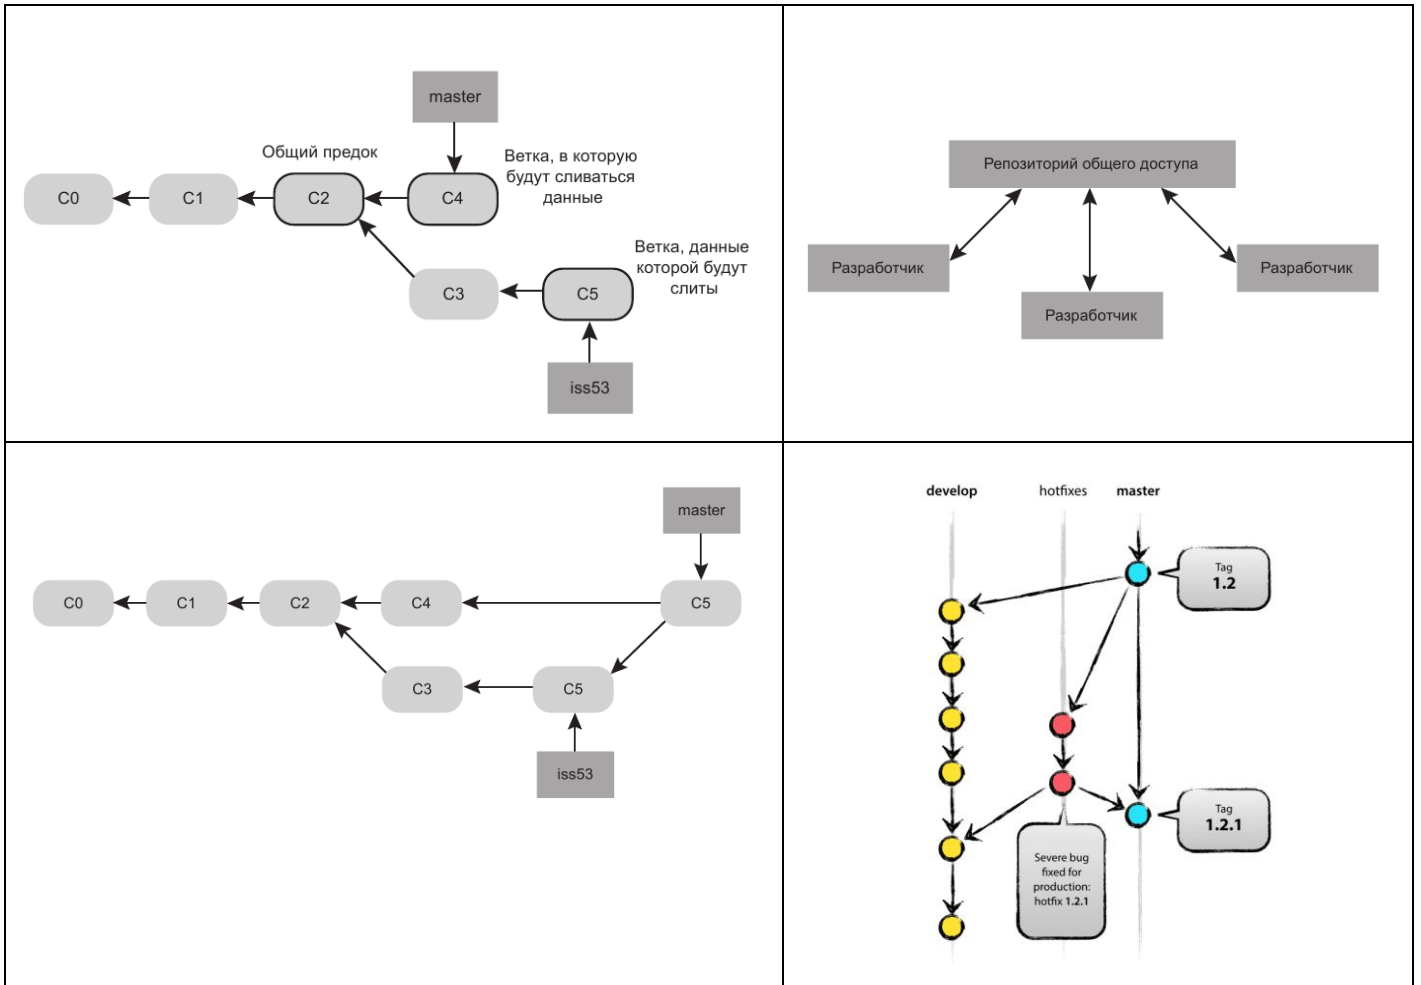 master
Общий предок
Ветка, в которую
будут сливаться
данные
C0
C1
C2
C4
Ветка, данные
которой будут
слиты
C3
C5
iss53
Репозиторий общего доступа
Разработчик
Разработчик
Разработчик
master
C0
C1
C2
C4
C5
C3
C5
iss53
develop
hotfixes
master
Tag
1.2
Tag
1.2.1
Severe bug
fixed for
production:
hotfix 1.2.1